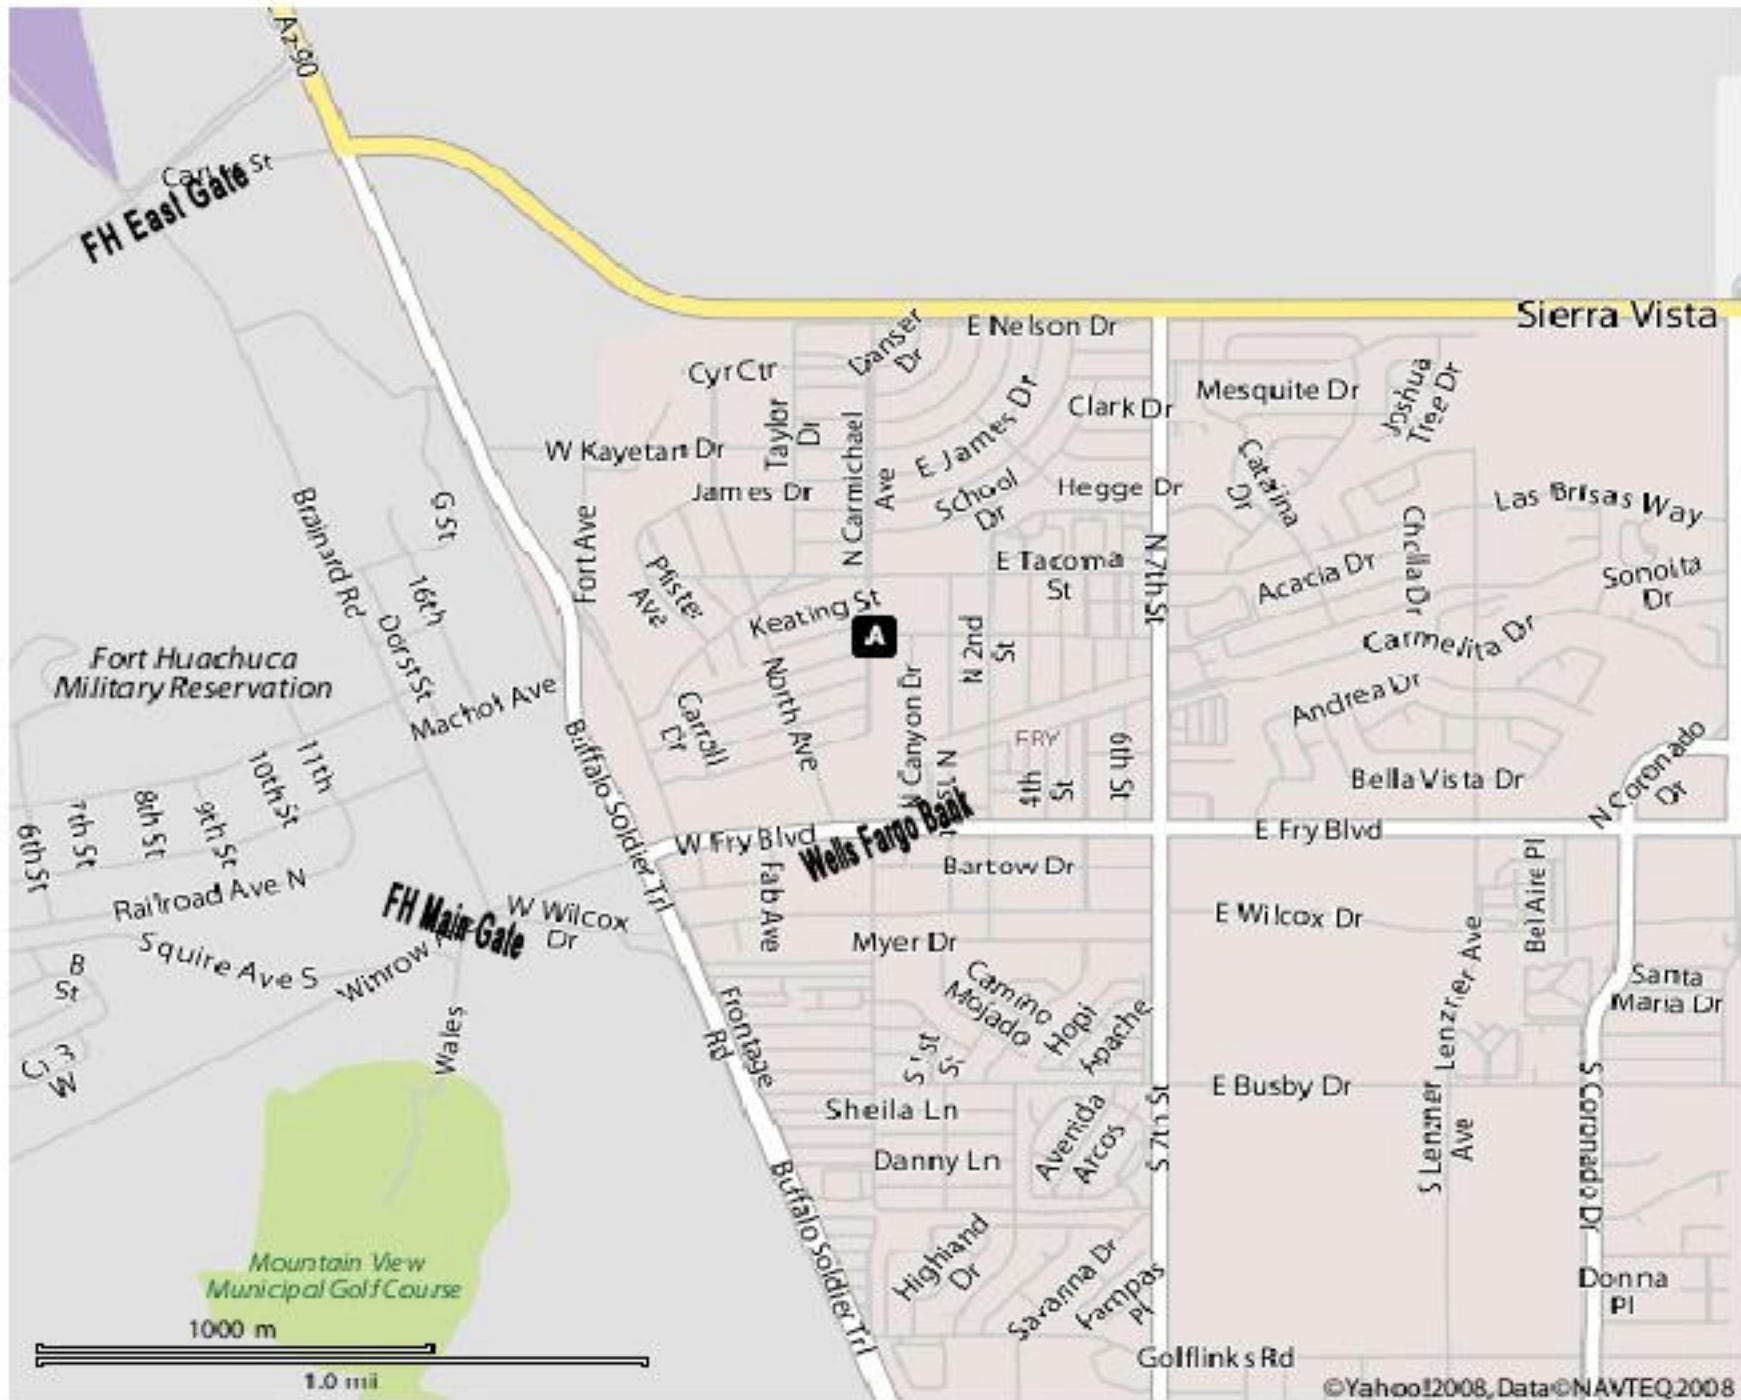 Az-90
St
FH East Gate
Sierra Vista
E Nelson Dr
Danser
Dr
Cyr Ctr
Mesquite Dr
Joshua
Tree Dr
Clark Dr
Taylor
Dr
W Kayetan Dr
N Carmichael
Ave
E James Dr
School
Dr
James Dr
Hegge Dr
Catarina
Dr
Las Brisas Way
Brainard Rd
G St
Fort Ave
Cholla Dr
E Tacoma
St
N 7th St
Acacia Dr
Sonoita
Dr
Pfister
Ave
16th
Keating St
A
Dorst St
N 2nd
St
Carmelita Dr
Fort Huachuca
Military Reservation
Machol Ave
North Ave
N Canyon Dr
Andrea Dr
Carroll
Dr
Buffalo Soldier Trl
FRY
N 1st
4th
St
6th St
Bella Vista Dr
N Coronado
Dr
11th
10th St
9th St
8th St
7th St
6th St
W Fry Blvd
Wells Fargo Bank
E Fry Blvd
Bartow Dr
Fab Ave
Bel Aire Pl
Railroad Ave N
FH Main Gate
W Wilcox
Dr
E Wilcox Dr
Myer Dr
Squire Ave S
Winrow
B
St
Camino
Mojado
Hopi
Apache
Lenzner Ave
Santa
Maria Dr
Frontage
Rd
Wales
S 1st
St
E Busby Dr
Sheila Ln
Avenida
Arcos
S 7th St
S Lenzner
Ave
S Coronado Dr
Danny Ln
Buffalo Soldier Trl
Highland
Dr
Savanna Dr
Pampas
Pl
Mountain View
Municipal Golf Course
Donna
Pl
1000 m
1.0 mi
Golflinks Rd
©Yahoo!2008, Data©NAVTEQ2008